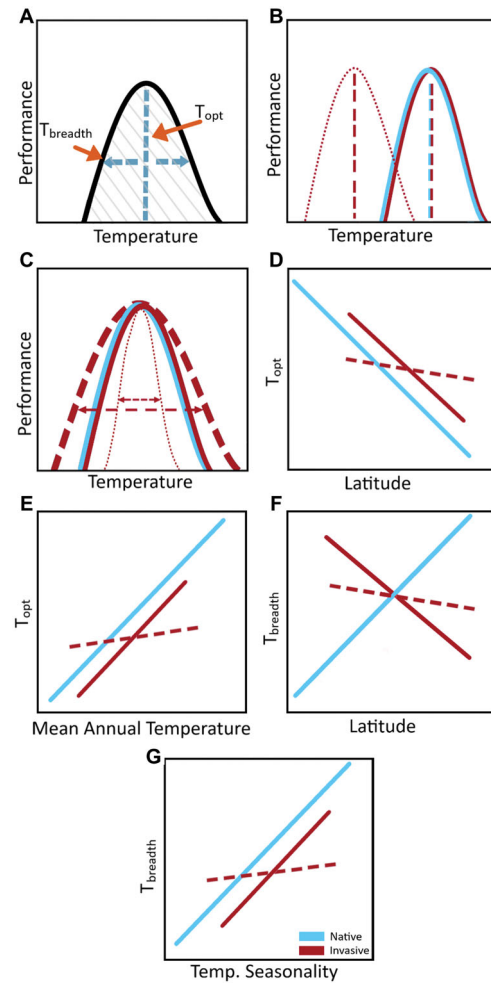 A
Performance
T_breadth
T_opt
Temperature
B
Performance
Temperature
C
Performance
Temperature
D
T_opt
Latitude
E
T_opt
Mean Annual Temperature
F
T_breadth
Latitude
G
T_breadth
Native
Invasive
Temp. Seasonality